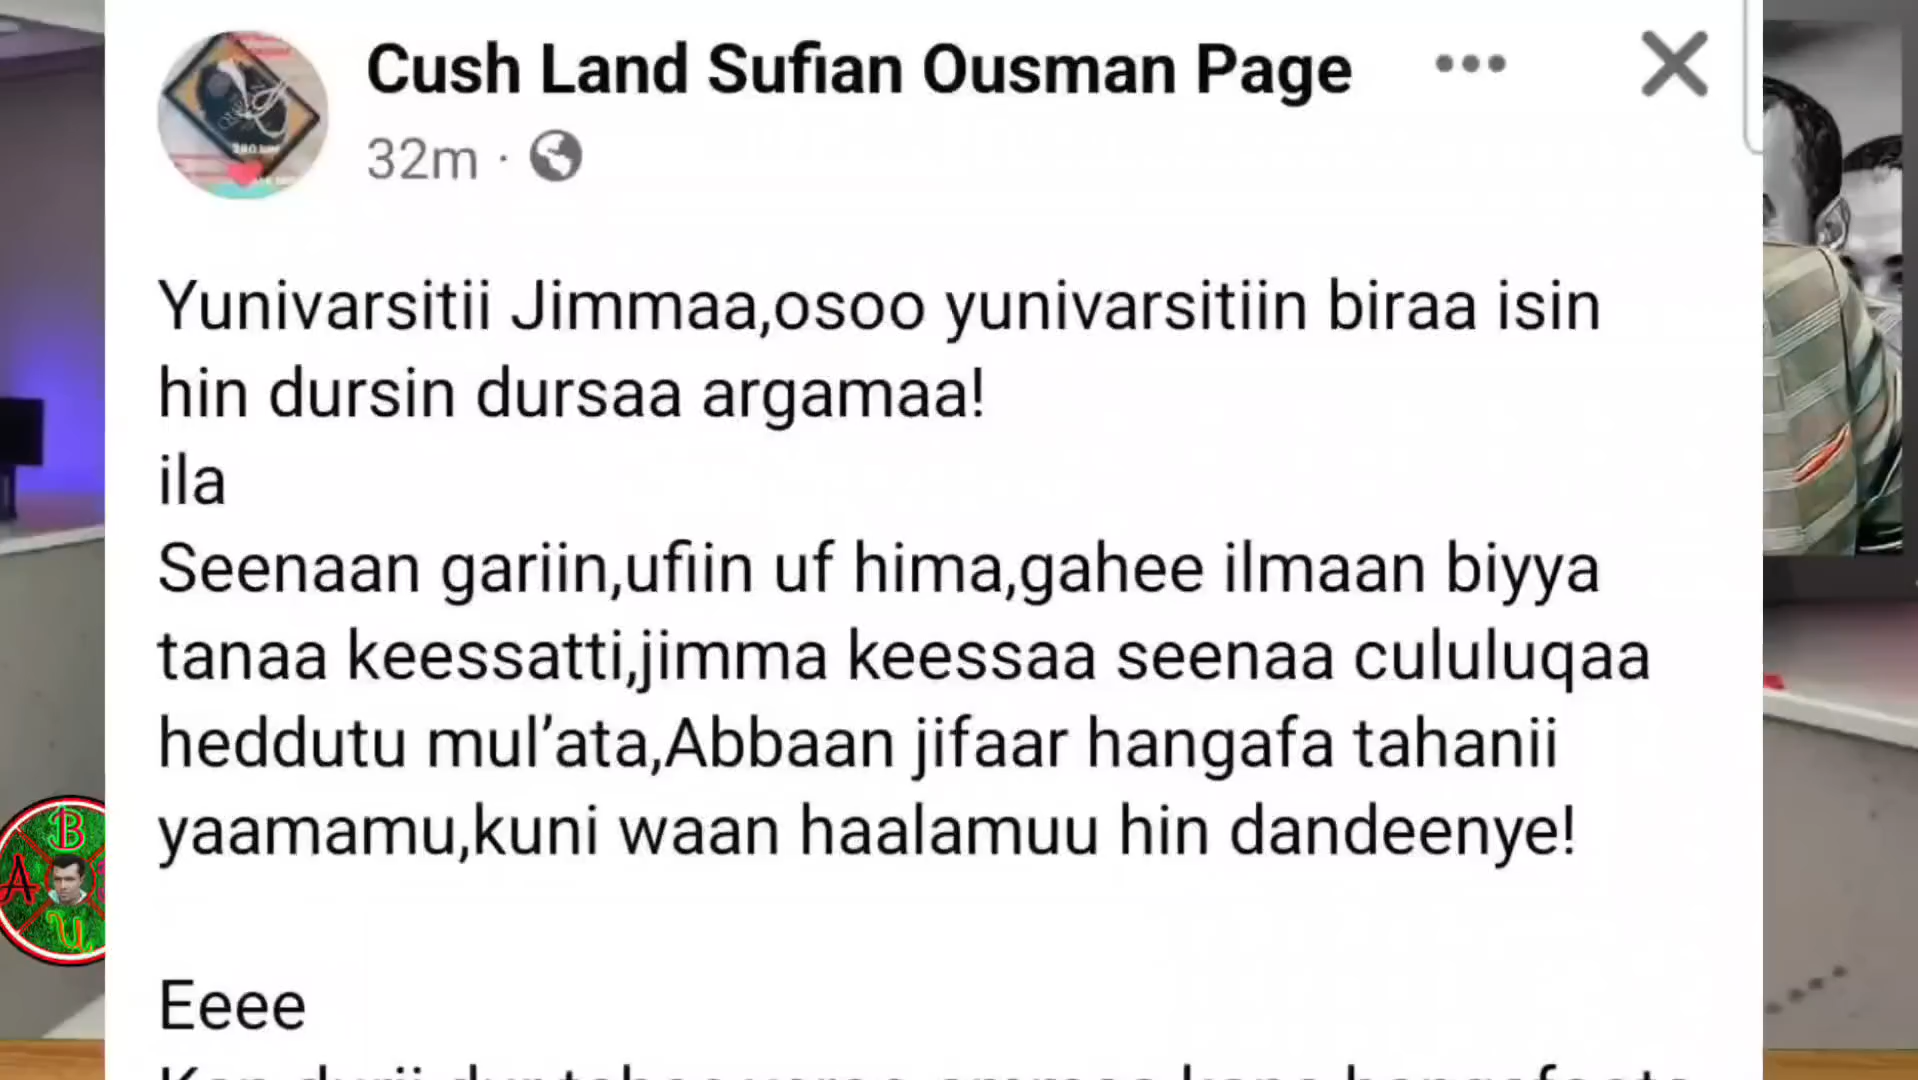 Cush Land Sufian Ousman Page
32m
Yunivarsitii Jimmaa,osoo yunivarsitiin biraa isin
hin dursin dursaa argamaa!
ila
Seenaan gariin,ufiin uf hima,gahee ilmaan biyya
tanaa keessatti,jimma keessaa seenaa cululuqaa
heddutu mul’ata,Abbaan jifaar hangafa tahanii
yaamamu,kuni waan haalamuu hin dandeenye!
Eeee
B
A
U